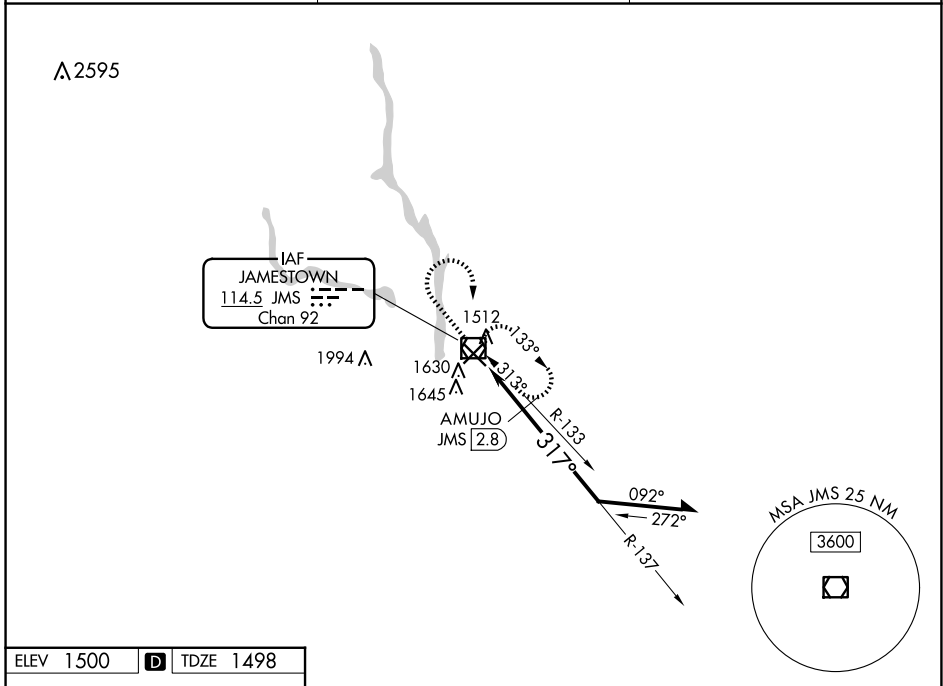 2595
IAF
JAMESTOWN
114.5 JMS
Chan 92
1512
1994
1630
1645
133°
313°
AMUJO
JMS 2.8
R-133
317°
092°
272°
R-137
MSA JMS 25 NM
3600
ELEV 1500 D TDZE 1498